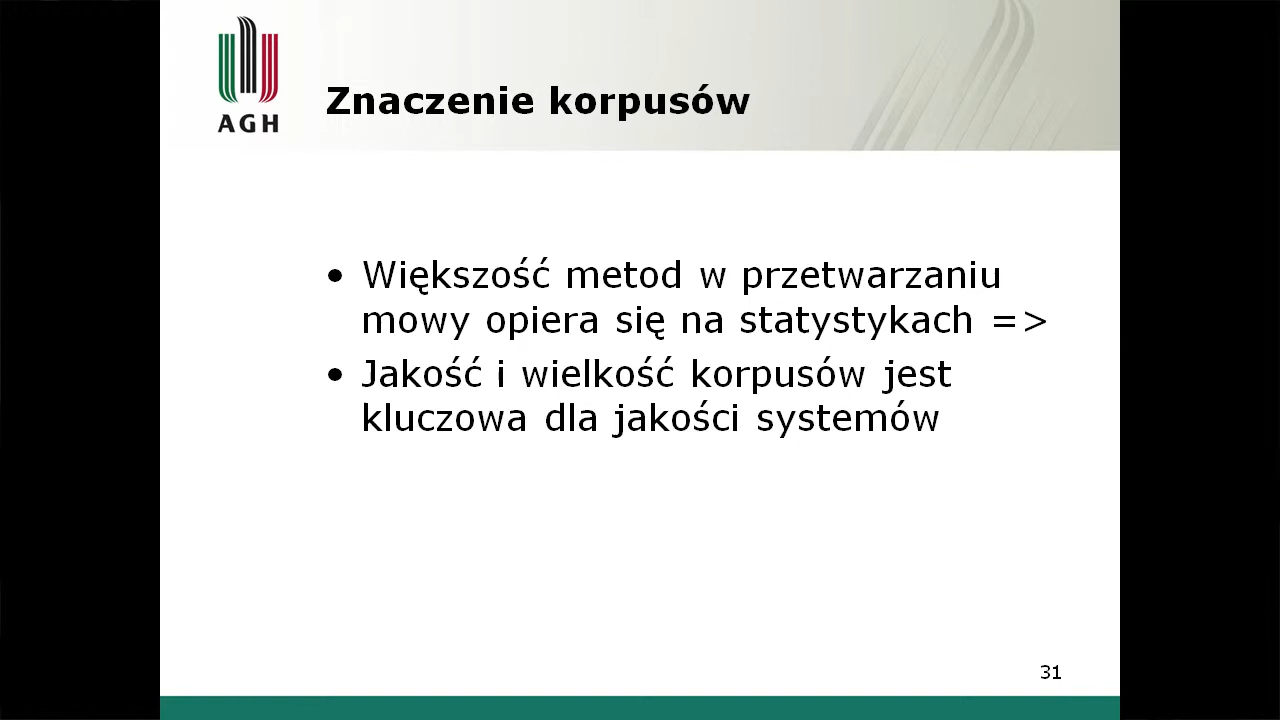 AGH
Znaczenie korpusów
• Większość metod w przetwarzaniu
mowy opiera się na statystykach =>
• Jakość i wielkość korpusów jest
kluczowa dla jakości systemów
31